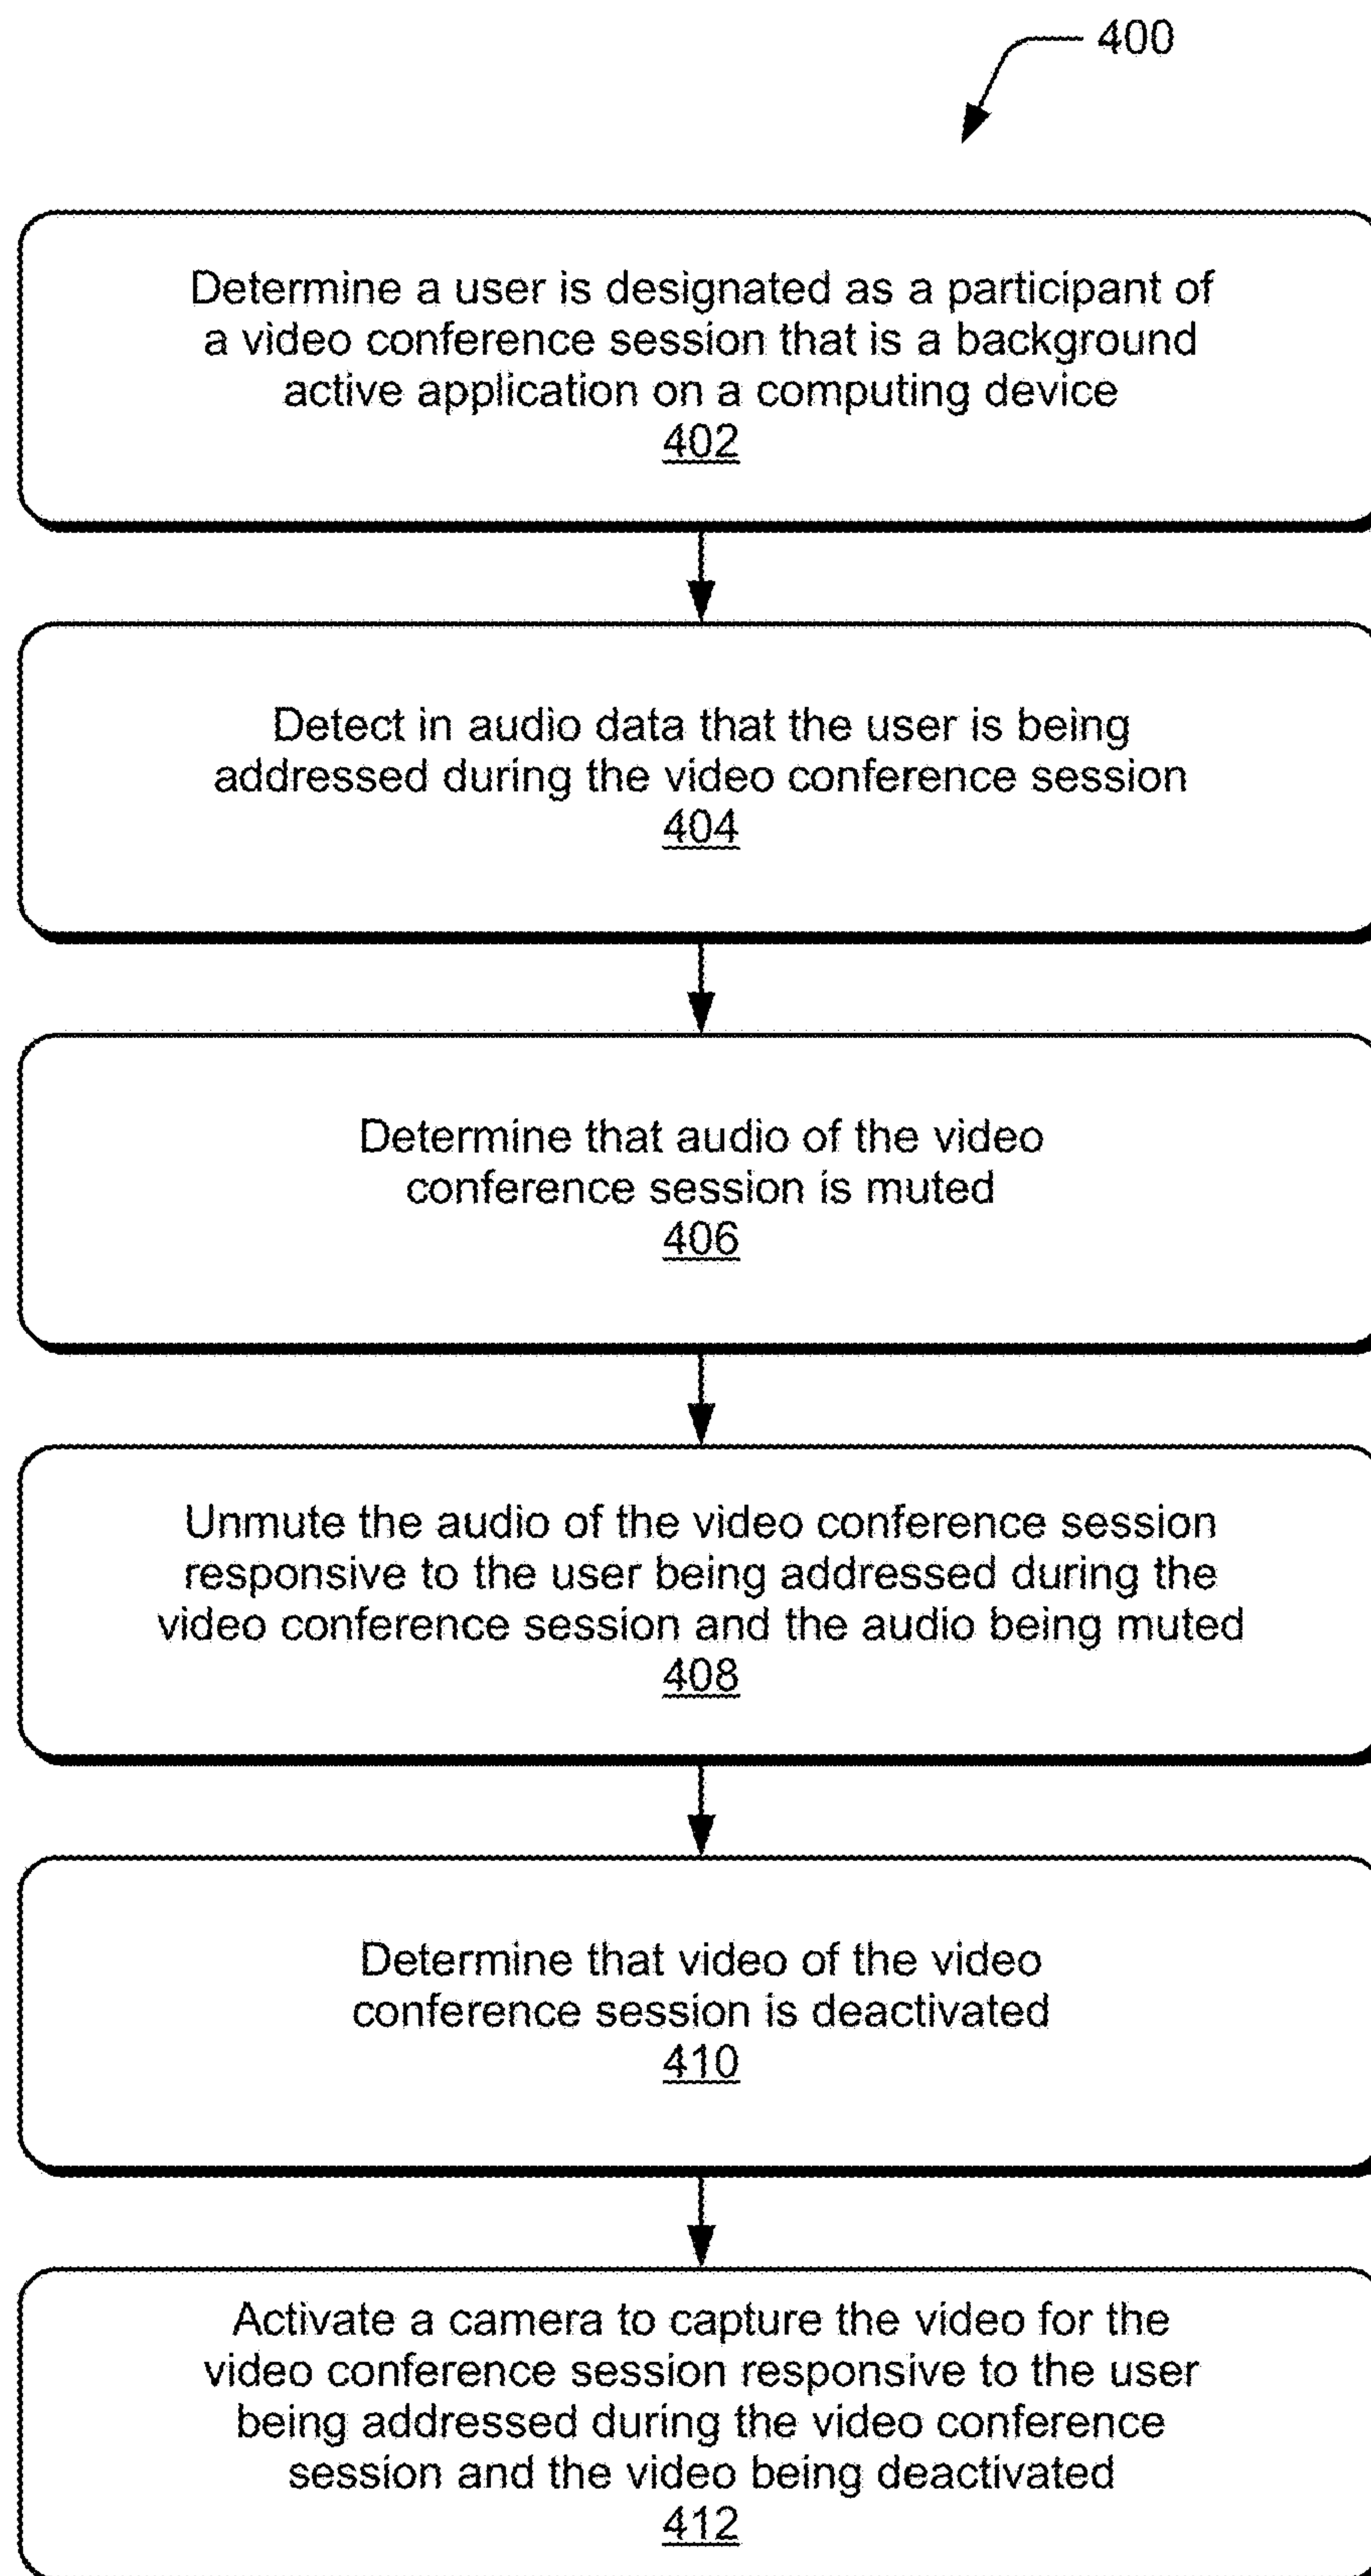 400
Determine a user is designated as a participant of
a video conference session that is a background
active application on a computing device
402
Detect in audio data that the user is being
addressed during the video conference session
404
Determine that audio of the video
conference session is muted
406
Unmute the audio of the video conference session
responsive to the user being addressed during the
video conference session and the audio being muted
408
Determine that video of the video
conference session is deactivated
410
Activate a camera to capture the video for the
video conference session responsive to the user
being addressed during the video conference
session and the video being deactivated
412